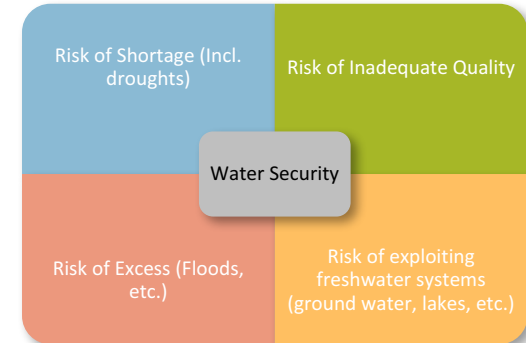 Risk of Shortage (Incl.
droughts)
Risk of Inadequate Quality
Water Security
Risk of Excess (Floods,
etc.)
Risk of exploiting
freshwater systems
(ground water, lakes, etc.)